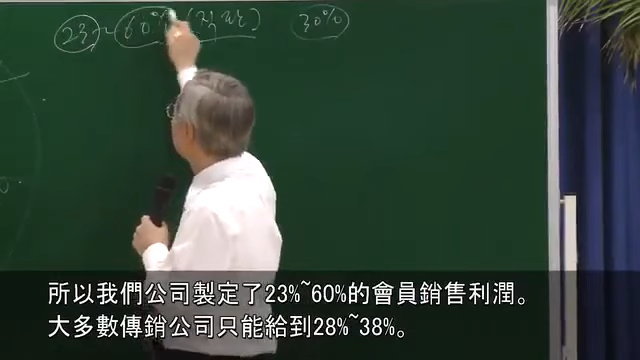 23% ~ 60% (직판) 30%
所以我們公司製定了23%~60%的會員銷售利潤。
大多數傳銷公司只能給到28%~38%。